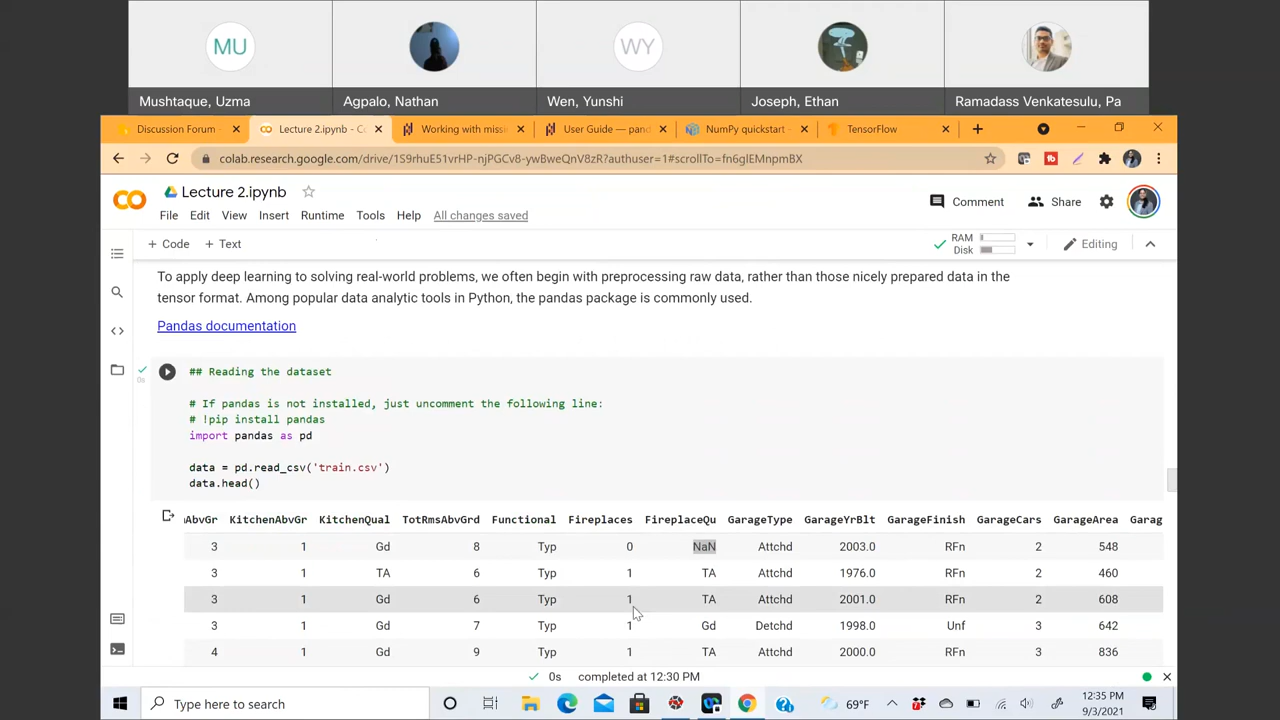 MU
WY
Mushtaque, Uzma
Agpalo, Nathan
Wen, Yunshi
Joseph, Ethan
Ramadass Venkatesulu, Pa
Discussion Forum
Lecture 2.ipynb - Co
Working with missi
User Guide — pand
NumPy quickstart -
TensorFlow
colab.research.google.com/drive/1S9rhuE51vrHP-njPGCv8-ywBweQnV8zR?authuser=1#scrollTo=fn6glEMnpmBX
Lecture 2.ipynb
File Edit View Insert Runtime Tools Help All changes saved
Comment Share
+ Code + Text
RAM
Disk
Editing
To apply deep learning to solving real-world problems, we often begin with preprocessing raw data, rather than those nicely prepared data in the
tensor format. Among popular data analytic tools in Python, the pandas package is commonly used.
Pandas documentation
0s
## Reading the dataset
# If pandas is not installed, just uncomment the following line:
# !pip install pandas
import pandas as pd
data = pd.read_csv('train.csv')
data.head()
AbvGr KitchenAbvGr KitchenQual TotRmsAbvGrd Functional Fireplaces FireplaceQu GarageType GarageYrBlt GarageFinish GarageCars GarageArea Garag
3 1 Gd 8 Typ 0 NaN Attchd 2003.0 RFn 2 548
3 1 TA 6 Typ 1 TA Attchd 1976.0 RFn 2 460
3 1 Gd 6 Typ 1 TA Attchd 2001.0 RFn 2 608
3 1 Gd 7 Typ 1 Gd Detchd 1998.0 Unf 3 642
4 1 Gd 9 Typ 1 TA Attchd 2000.0 RFn 3 836
0s completed at 12:30 PM
Type here to search
69°F
12:35 PM
9/3/2021